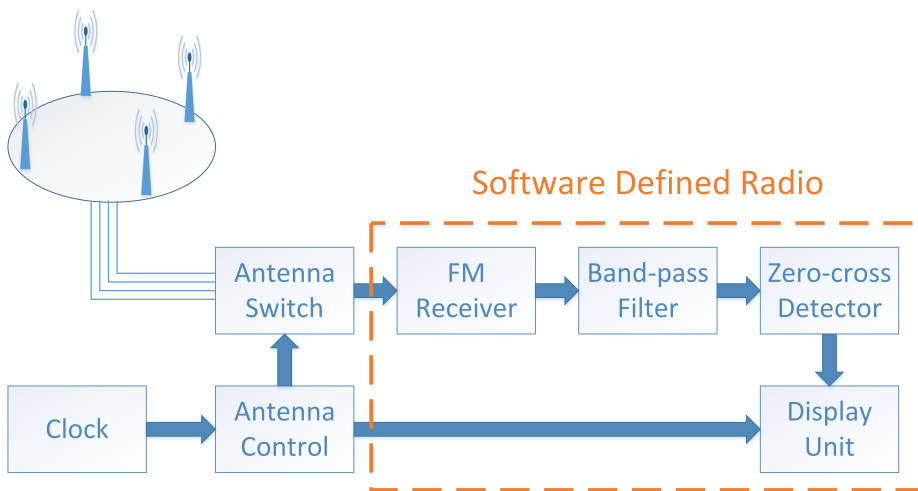 Software Defined Radio
Antenna
Switch
FM
Receiver
Band-pass
Filter
Zero-cross
Detector
Clock
Antenna
Control
Display
Unit